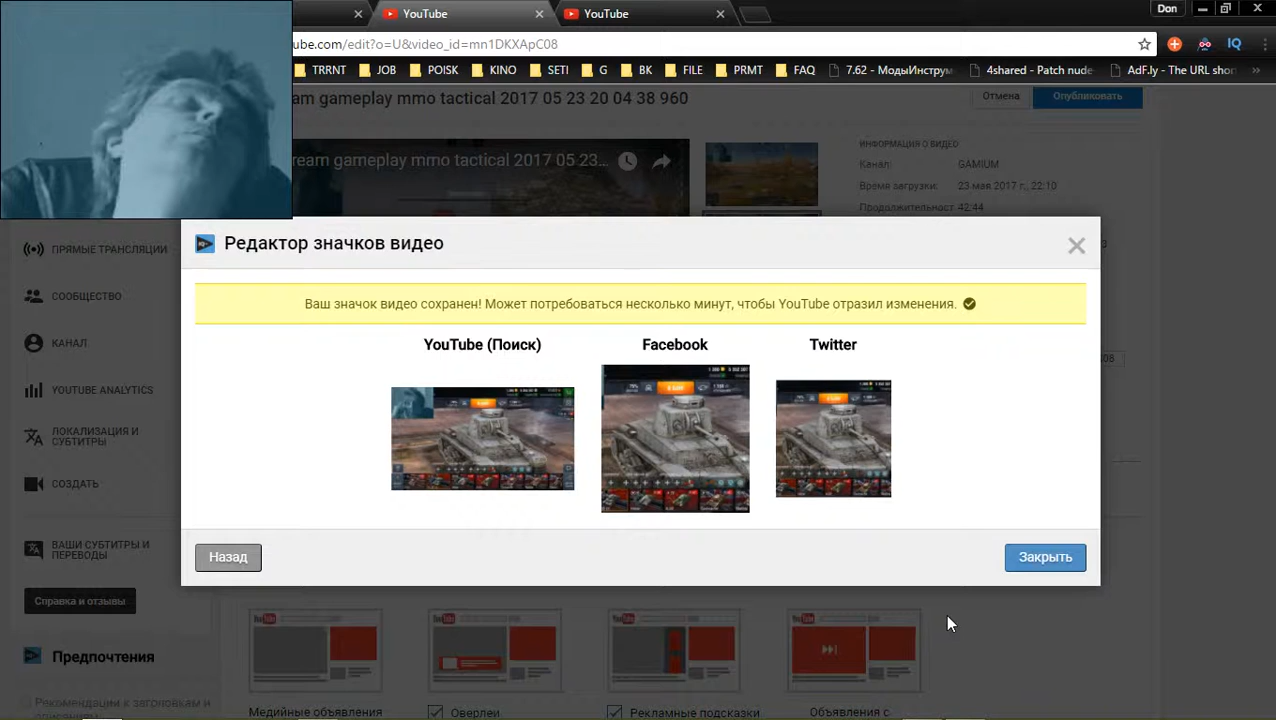 YouTube
YouTube
Don
ube.com/edit?o=U&video_id=mn1DKXApC08
IQ
TRRNT
JOB
POISK
KINO
SETI
G
BK
FILE
PRMT
FAQ
7.62 - МодыИнструм
4shared - Patch nude
AdF.ly - The URL shor
»
eam gameplay mmo tactical 2017 05 23 20 04 38 960
Отмена
Опубликовать
ream gameplay mmo tactical 2017 05 23...
ИНФОРМАЦИЯ О ВИДЕО
Канал:
GAMIUM
Время загрузки:
23 мая 2017 г., 22:10
Продолжительност
42:44
Редактор значков видео
Ваш значок видео сохранен! Может потребоваться несколько минут, чтобы YouTube отразил изменения.
YouTube (Поиск)
Facebook
Twitter
Назад
Закрыть
ПРЯМЫЕ ТРАНСЛЯЦИИ
СООБЩЕСТВО
КАНАЛ
YOUTUBE ANALYTICS
ЛОКАЛИЗАЦИЯ И
СУБТИТРЫ
СОЗДАТЬ
ВАШИ СУБТИТРЫ И
ПЕРЕВОДЫ
Справка и отзывы
Предпочтения
Рекомендации к заголовкам и
описаниям
Медийные объявления
Оверлеи
Рекламные подсказки
Объявления с